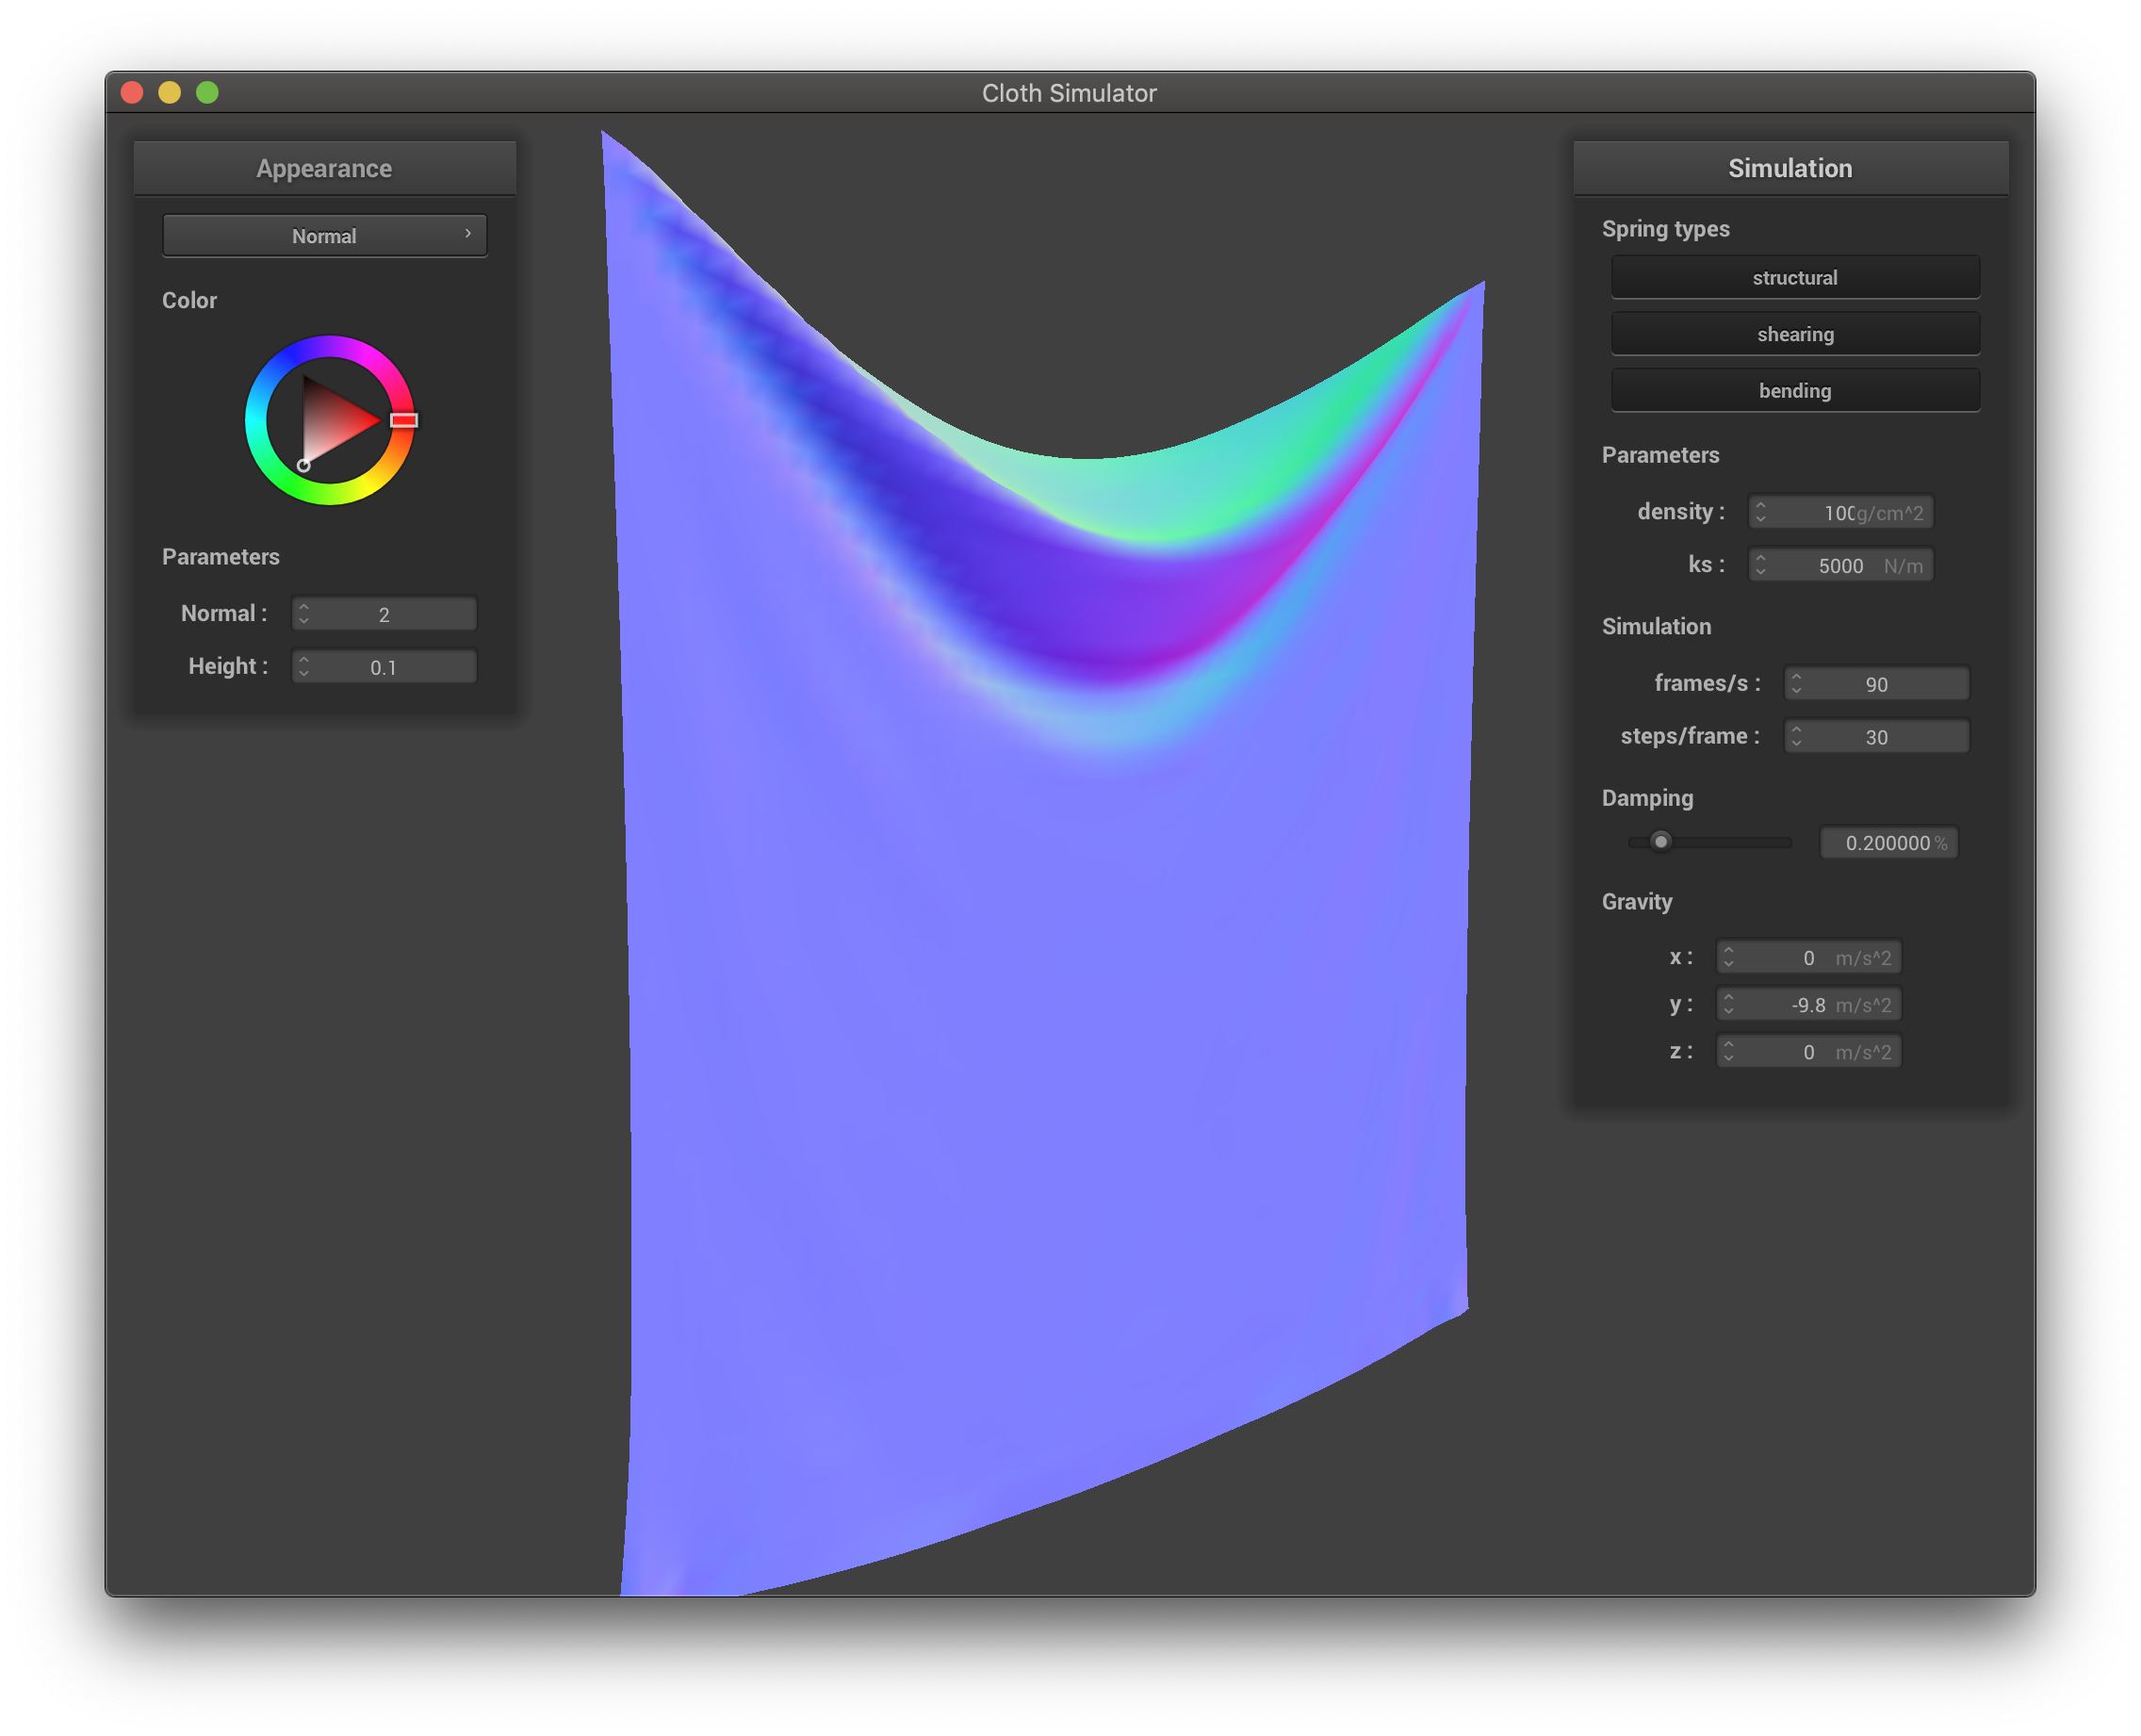 Cloth Simulator
Appearance
Normal
Color
Parameters
Normal :
2
Height :
0.1
Simulation
Spring types
structural
shearing
bending
Parameters
density :
100 g/cm^2
ks :
5000 N/m
Simulation
frames/s :
90
steps/frame :
30
Damping
0.200000 %
Gravity
x :
0 m/s^2
y :
-9.8 m/s^2
z :
0 m/s^2